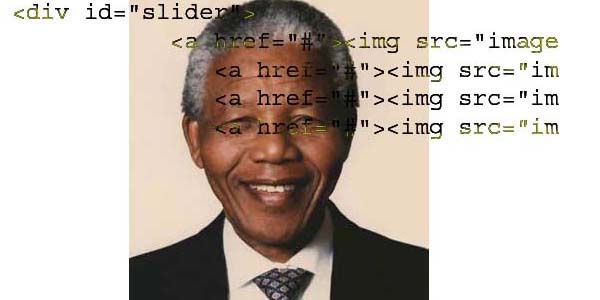 <div id="slider">
<a href="#"><img src="image
<a href="#"><img src="im
<a href="#"><img src="im
<a href="#"><img src="im